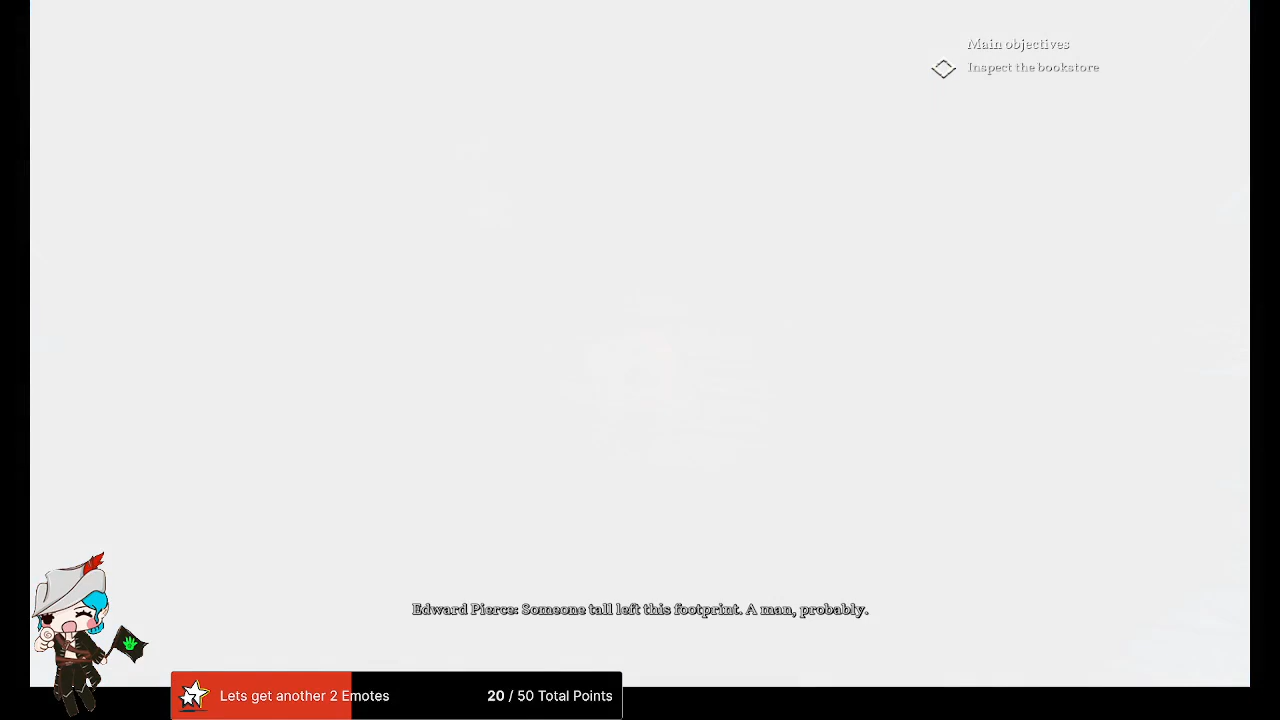 Main objectives
Inspect the bookstore
Edward Pierce: Someone tall left this footprint. A man, probably.
Lets get another 2 Emotes
20 / 50 Total Points